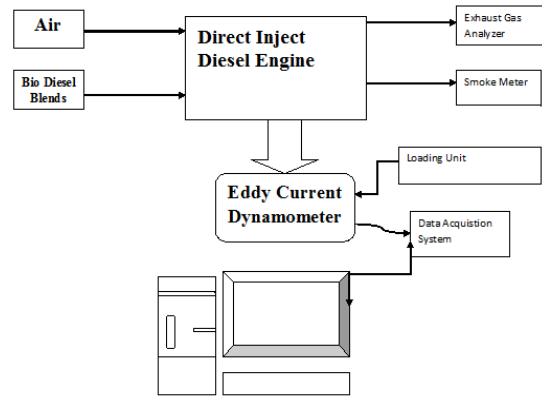 Air
Direct Inject
Diesel Engine
Exhaust Gas
Analyzer
Bio Diesel
Blends
Smoke Meter
Loading Unit
Eddy Current
Dynamometer
Data Acquistion
System